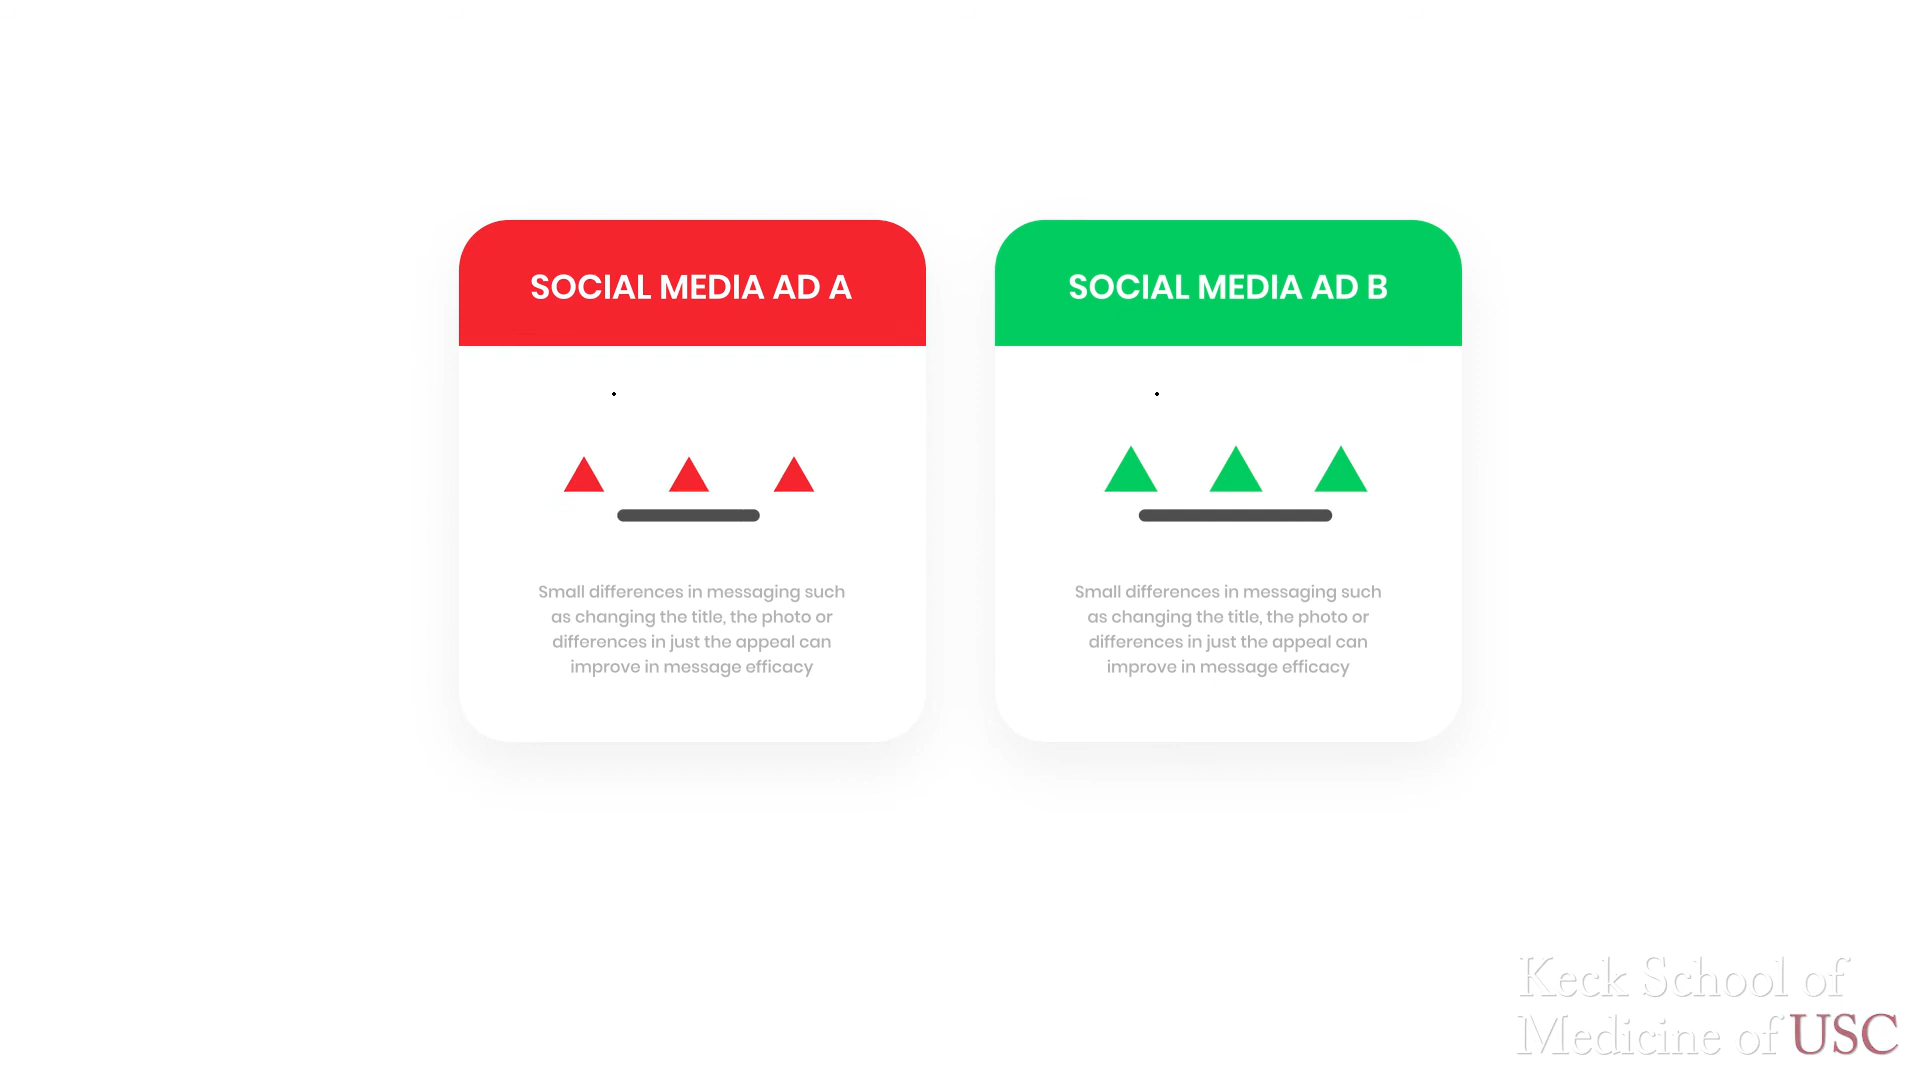 SOCIAL MEDIA AD A
Small differences in messaging such
as changing the title, the photo or
differences in just the appeal can
improve in message efficacy
SOCIAL MEDIA AD B
Small differences in messaging such
as changing the title, the photo or
differences in just the appeal can
improve in message efficacy
Keck School of
Medicine of USC